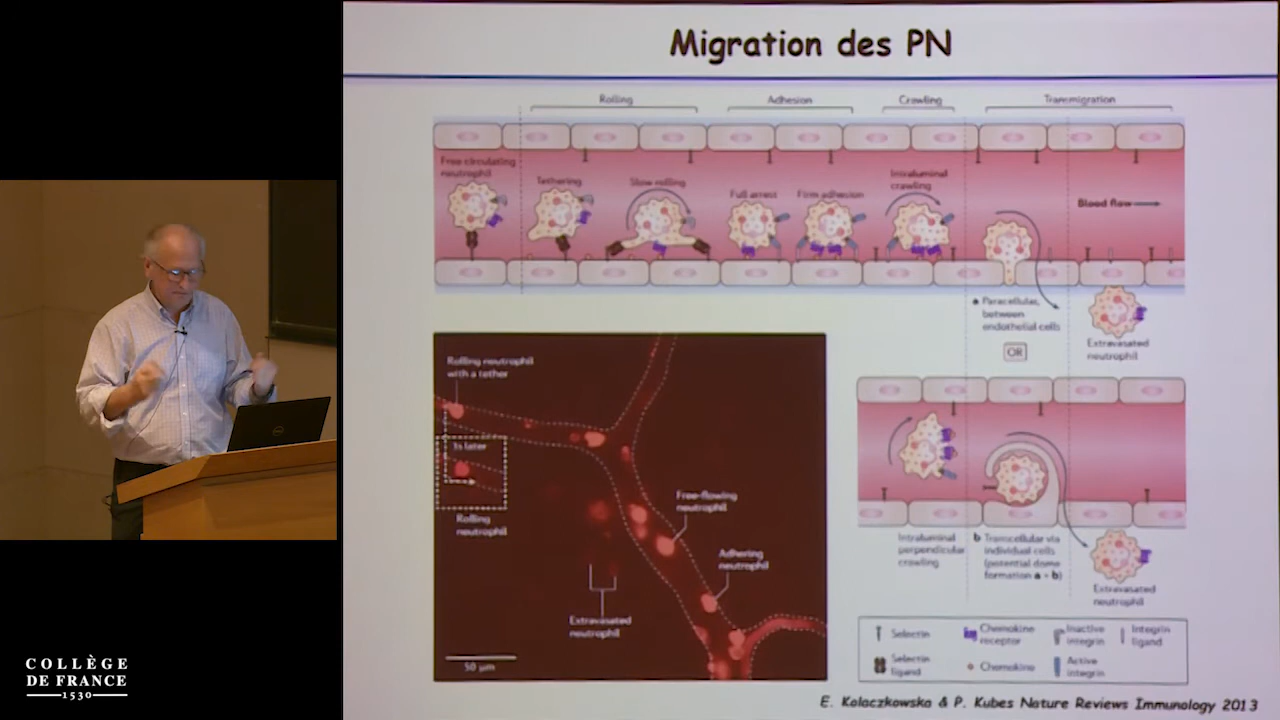 Migration des PN
Rolling
Adhesion
Crawling
Transmigration
Free circulating
neutrophil
Tethering
Slow rolling
Full arrest
Firm adhesion
Intraluminal
crawling
Blood flow
a Paracellular,
between
endothelial cells
OR
Extravasated
neutrophil
Rolling neutrophil
with a tether
1s later
Rolling
neutrophil
Free-flowing
neutrophil
Adhering
neutrophil
Extravasated
neutrophil
50 µm
Intraluminal
perpendicular
crawling
b Transcellular via
individual cells
(potential dome
formation a - b)
Extravasated
neutrophil
Selectin
Chemokine
receptor
Inactive
integrin
Integrin
ligand
Selectin
ligand
Chemokine
Active
integrin
E. Kolaczkowska & P. Kubes Nature Reviews Immunology 2013
COLLÈGE
DE FRANCE
1530